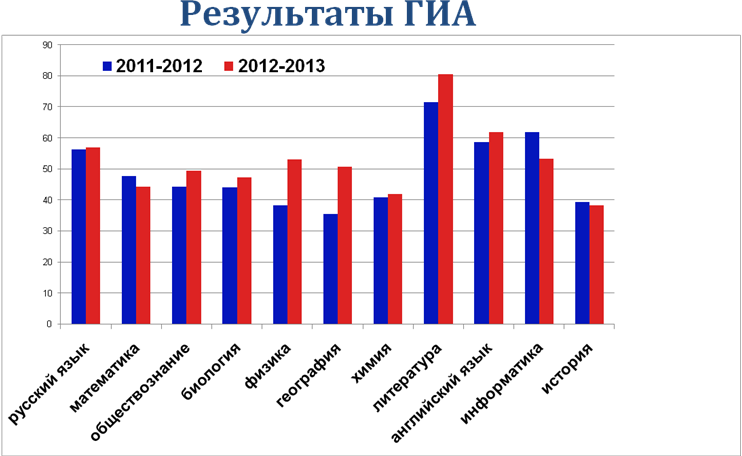 Результаты ГИА
90
2011-2012 2012-2013
80
70
60
50
40
30
20
10
0
русский язык
математика
обществознание
биология
физика
география
химия
литература
английский язык
информатика
история